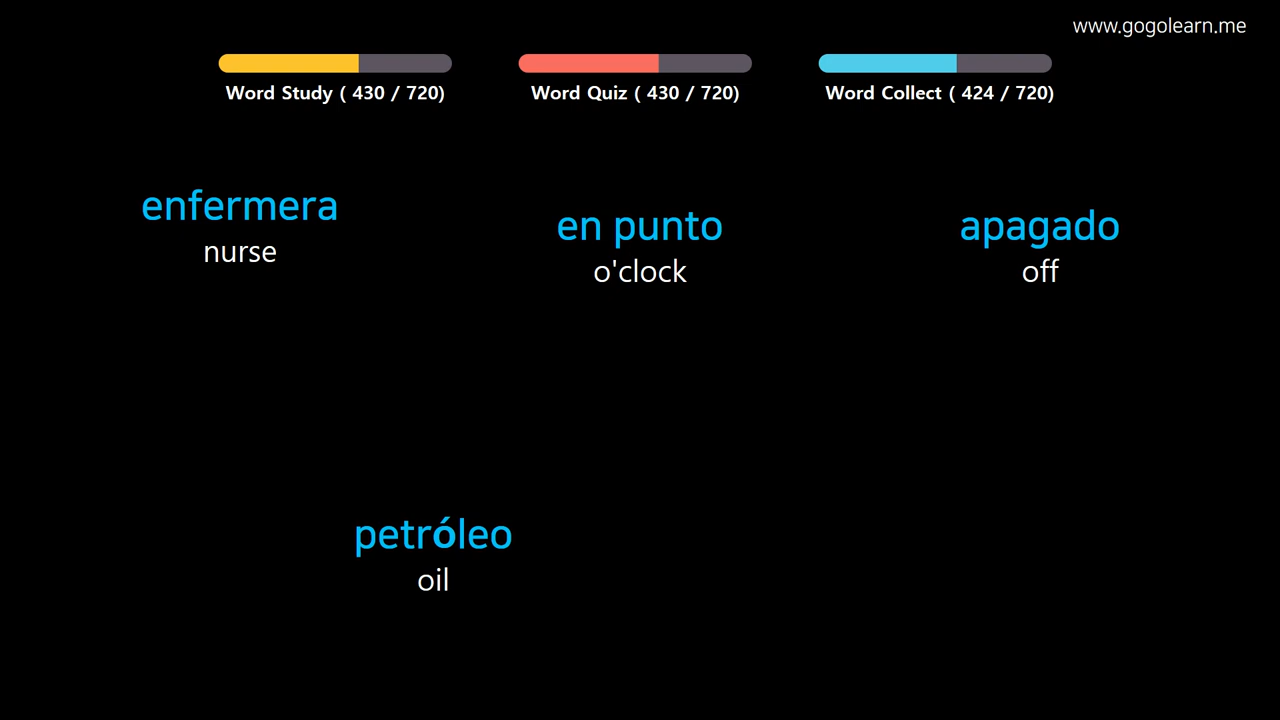 www.gogolearn.me
Word Study ( 430 / 720)
Word Quiz ( 430 / 720)
Word Collect ( 424 / 720)
enfermera
nurse
en punto
o'clock
apagado
off
petróleo
oil